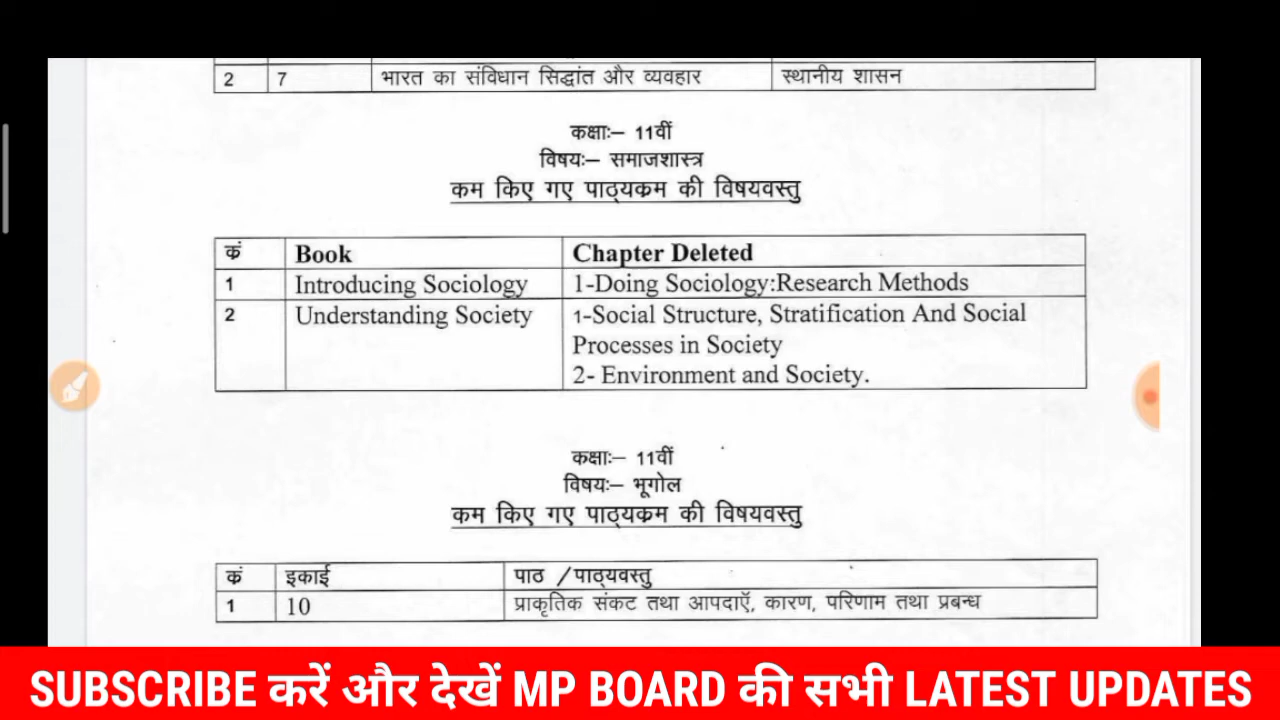 2 7 भारत का संविधान सिद्धांत और व्यवहार स्थानीय शासन
कक्षाः– 11वीं
विषयः– समाजशास्त्र
कम किए गए पाठ्यक्रम की विषयवस्तु
कं Book Chapter Deleted
1 Introducing Sociology 1-Doing Sociology:Research Methods
2 Understanding Society 1-Social Structure, Stratification And Social
Processes in Society
2- Environment and Society.
कक्षाः– 11वीं
विषयः– भूगोल
कम किए गए पाठ्यक्रम की विषयवस्तु
कं इकाई पाठ /पाठ्यवस्तु
1 10 प्राकृतिक संकट तथा आपदाऍ, कारण, परिणाम तथा प्रबन्ध
SUBSCRIBE करें और देखें MP BOARD की सभी LATEST UPDATES